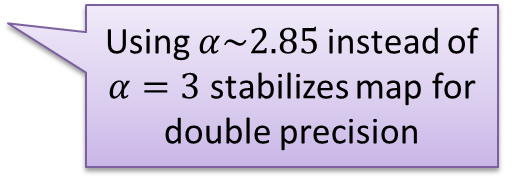 Using α~2.85 instead of
α = 3 stabilizes map for
double precision